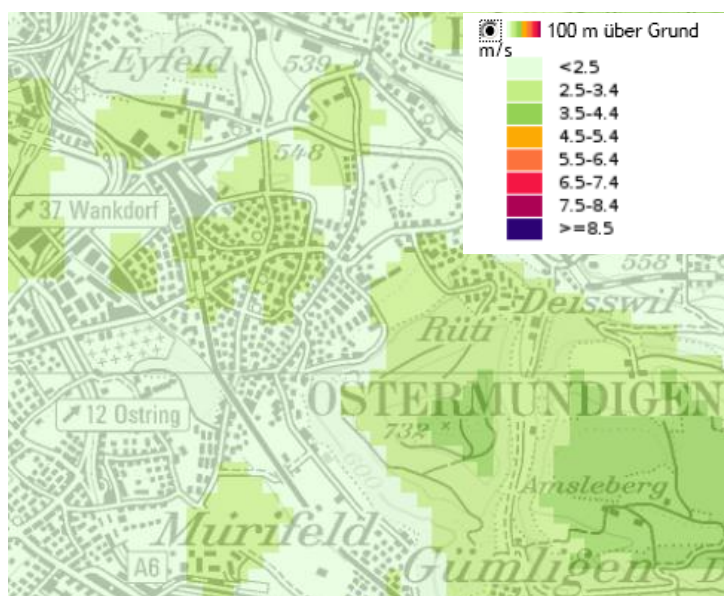 100 m über Grund
m/s
<2.5
2.5-3.4
3.5-4.4
4.5-5.4
5.5-6.4
6.5-7.4
7.5-8.4
>=8.5
Eyfeld
539
548
37 Wankdorf
558
Deisswil
Rüti
OSTERMUNDIGEN
12 Ostring
732
600
Amsleberg
Murifeld
A6
Gümligen